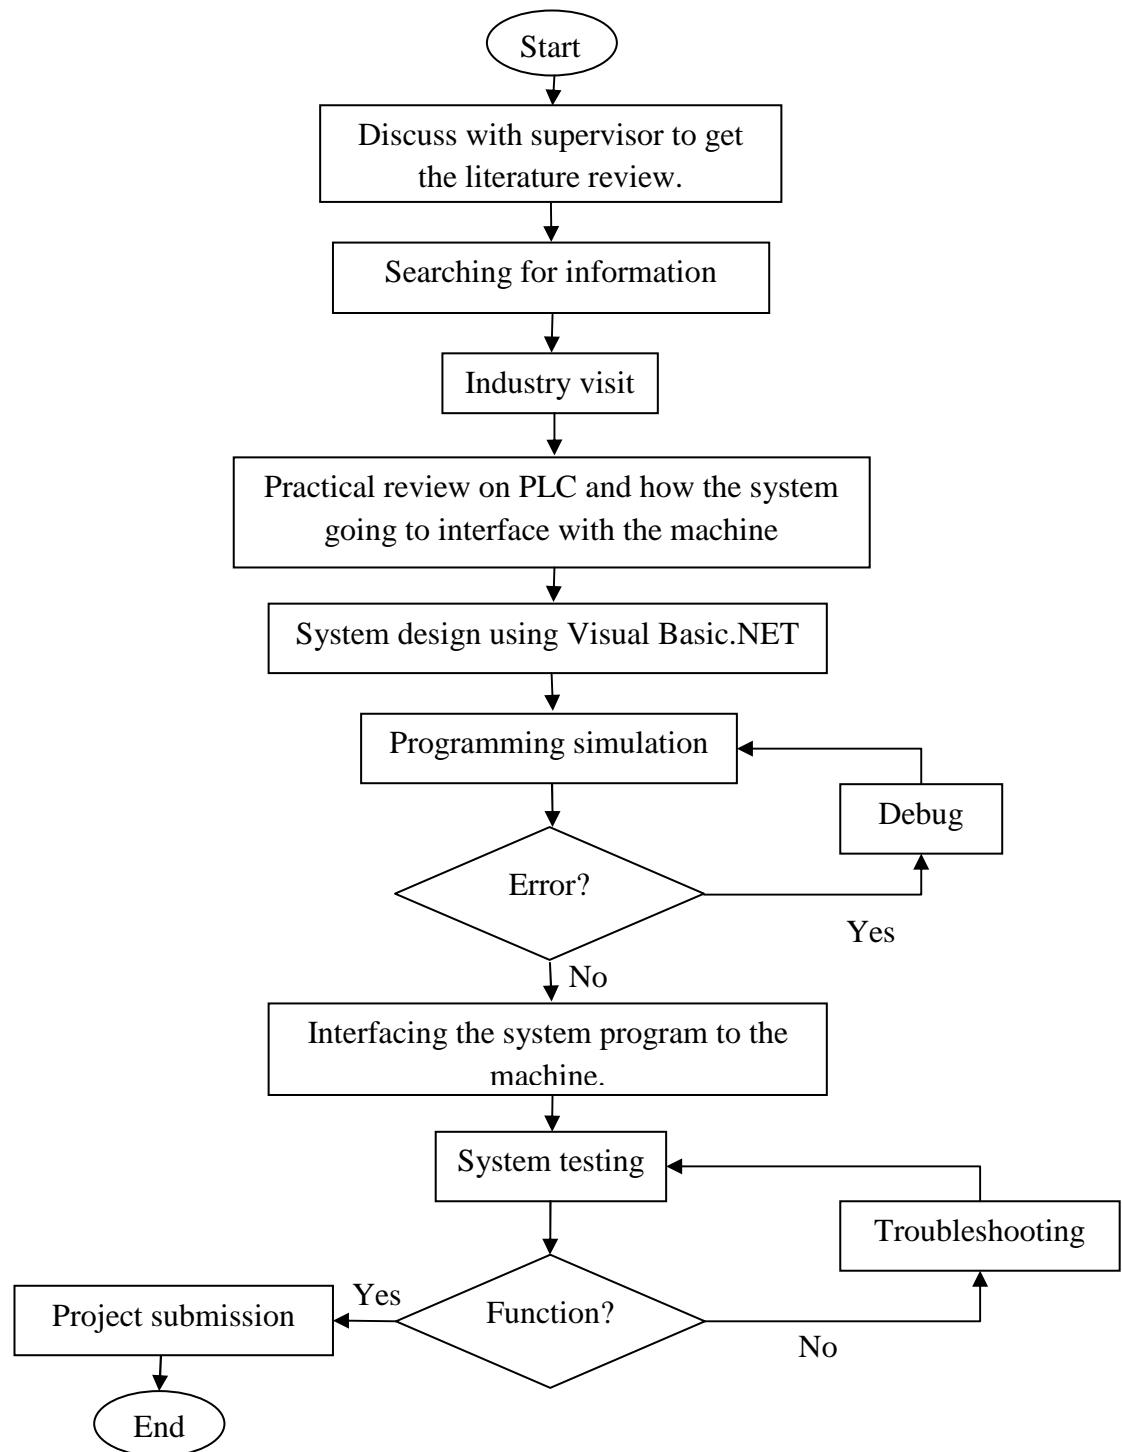 Start
Discuss with supervisor to get
the literature review.
Searching for information
Industry visit
Practical review on PLC and how the system
going to interface with the machine
System design using Visual Basic.NET
Programming simulation
Debug
Error?
Yes
No
Interfacing the system program to the
machine.
System testing
Troubleshooting
Function?
Yes
No
Project submission
End